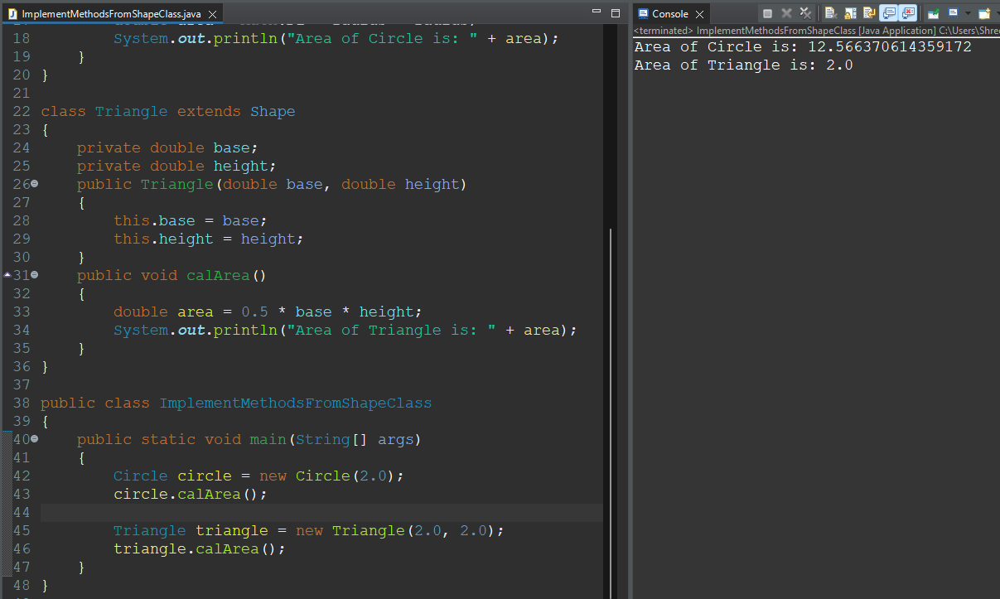 ImplementMethodsFromShapeClass.java
18 System.out.println("Area of Circle is: " + area);
19 }
20 }
21
22 class Triangle extends Shape
23 {
24 private double base;
25 private double height;
26 public Triangle(double base, double height)
27 {
28 this.base = base;
29 this.height = height;
30 }
31 public void calArea()
32 {
33 double area = 0.5 * base * height;
34 System.out.println("Area of Triangle is: " + area);
35 }
36 }
37
38 public class ImplementMethodsFromShapeClass
39 {
40 public static void main(String[] args)
41 {
42 Circle circle = new Circle(2.0);
43 circle.calArea();
44
45 Triangle triangle = new Triangle(2.0, 2.0);
46 triangle.calArea();
47 }
48 }
Console
<terminated> ImplementMethodsFromShapeClass [Java Application] C:\Users\Shre
Area of Circle is: 12.566370614359172
Area of Triangle is: 2.0